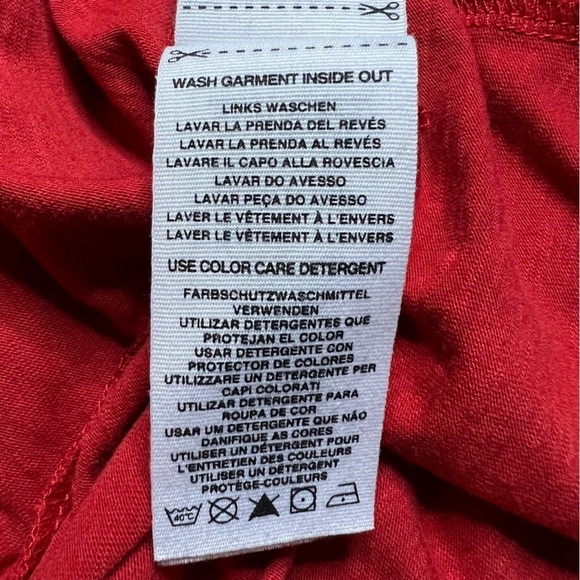 WASH GARMENT INSIDE OUT
LINKS WASCHEN
LAVAR LA PRENDA DEL REVÉS
LAVAR LA PRENDA AL REVÉS
LAVARE IL CAPO ALLA ROVESCIA
LAVAR DO AVESSO
LAVAR PEÇA DO AVESSO
LAVER LE VÊTEMENT À L'ENVERS
LAVER LE VÊTEMENT À L'ENVERS
USE COLOR CARE DETERGENT
FARBSCHUTZWASCHMITTEL
VERWENDEN
UTILIZAR DETERGENTES QUE
PROTEJAN EL COLOR
USAR DETERGENTE CON
PROTECTOR DE COLORES
UTILIZZARE UN DETERGENTE PER
CAPI COLORATI
UTILIZAR DETERGENTE PARA
ROUPA DE COR
USAR UM DETERGENTE QUE NÃO
DANIFIQUE AS CORES
UTILISER UN DÉTERGENT POUR
L'ENTRETIEN DES COULEURS
UTILISER UN DÉTERGENT
PROTÈGE-COULEURS
40°C